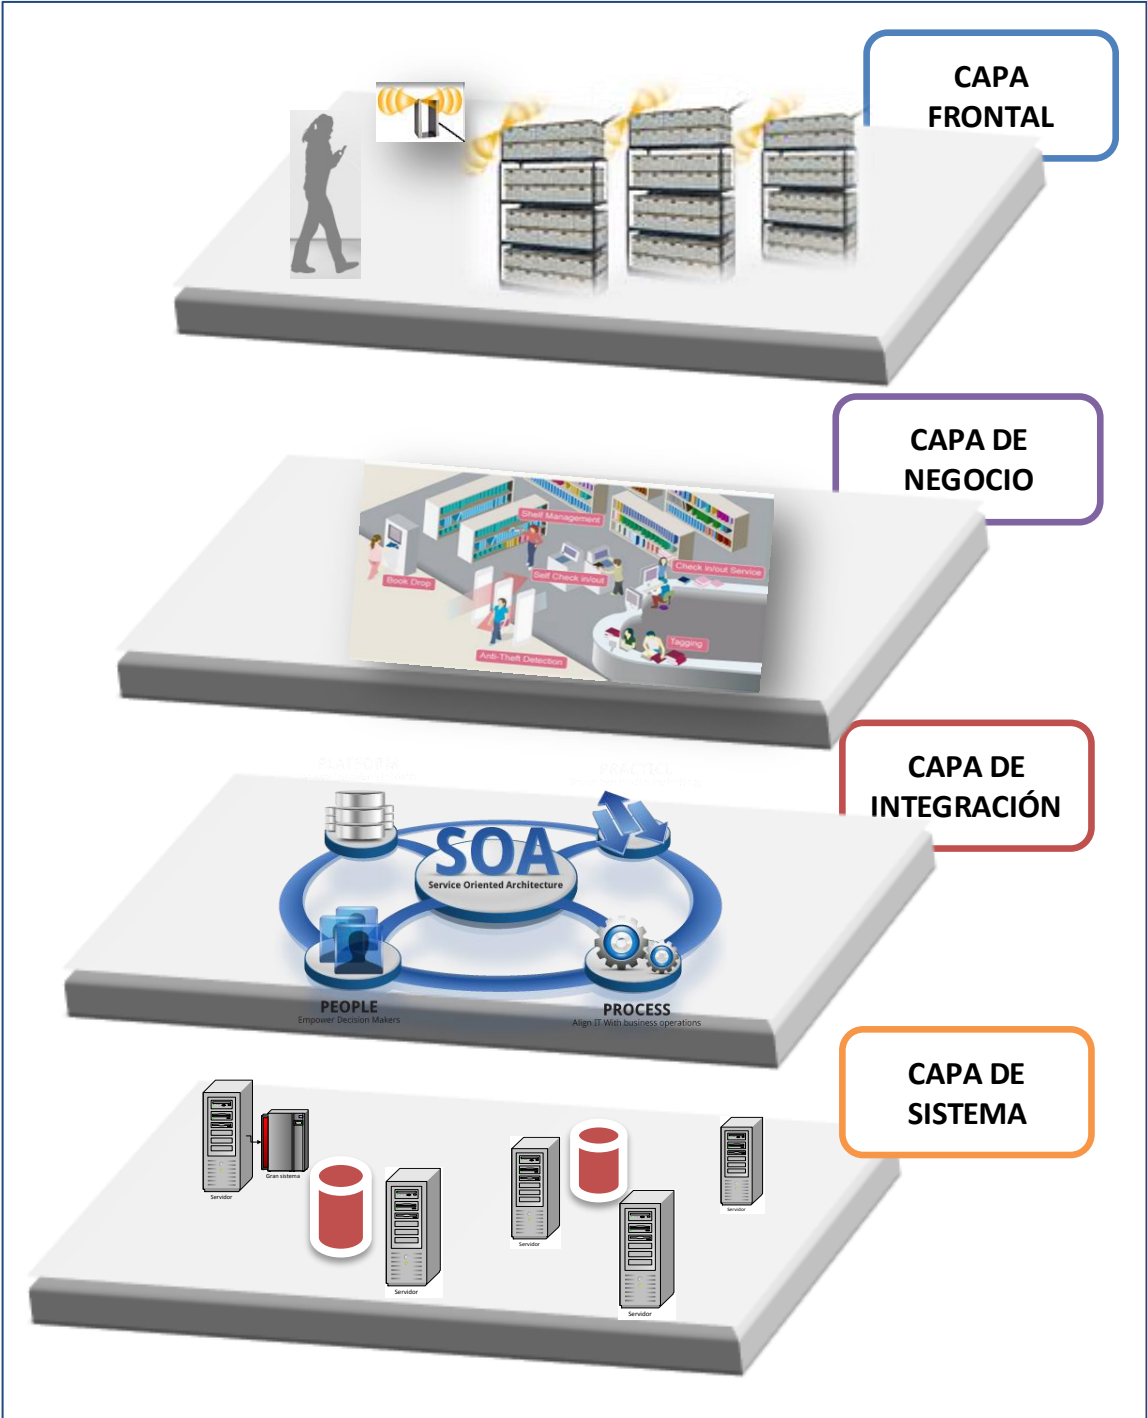 CAPA
FRONTAL
CAPA DE
NEGOCIO
Shelf Management
Book Drop
Self Check in/out
Check in/out Service
Tagging
Anti-Theft Detection
CAPA DE
INTEGRACIÓN
PLATFORM
PRACTICE
SOA
Service Oriented Architecture
PEOPLE
Empower Decision Makers
PROCESS
Align IT With business operations
CAPA DE
SISTEMA
Gran sistema
Servidor
Servidor
Servidor
Servidor
Servidor